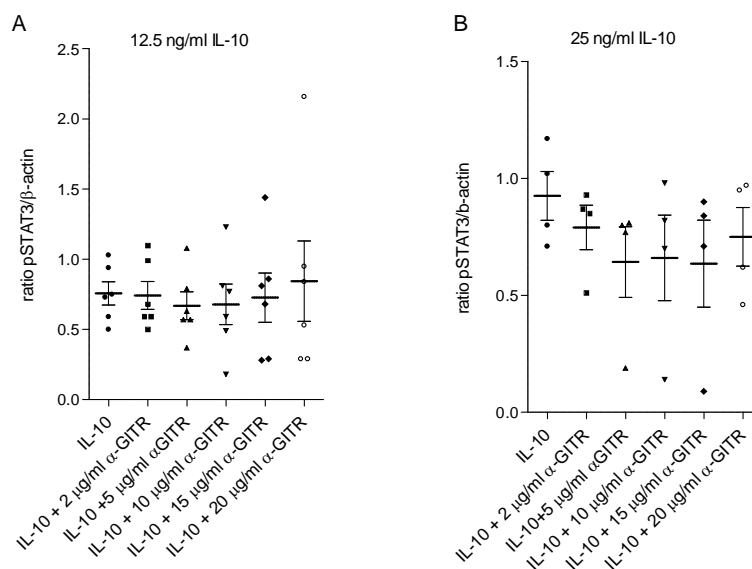 A
12.5 ng/ml IL-10
ratio pSTAT3/β-actin
2.5
2.0
1.5
1.0
0.5
0.0
IL-10
IL-10 + 2 µg/ml α-GITR
IL-10 +5 µg/ml αGITR
IL-10 + 10 µg/ml α-GITR
IL-10 + 15 µg/ml α-GITR
IL-10 + 20 µg/ml α-GITR
B
25 ng/ml IL-10
ratio pSTAT3/b-actin
1.5
1.0
0.5
0.0
IL-10
IL-10 + 2 µg/ml α-GITR
IL-10+5 µg/ml αGITR
IL-10 + 10 µg/ml α-GITR
IL-10 + 15 µg/ml α-GITR
IL-10 + 20 µg/ml α-GITR